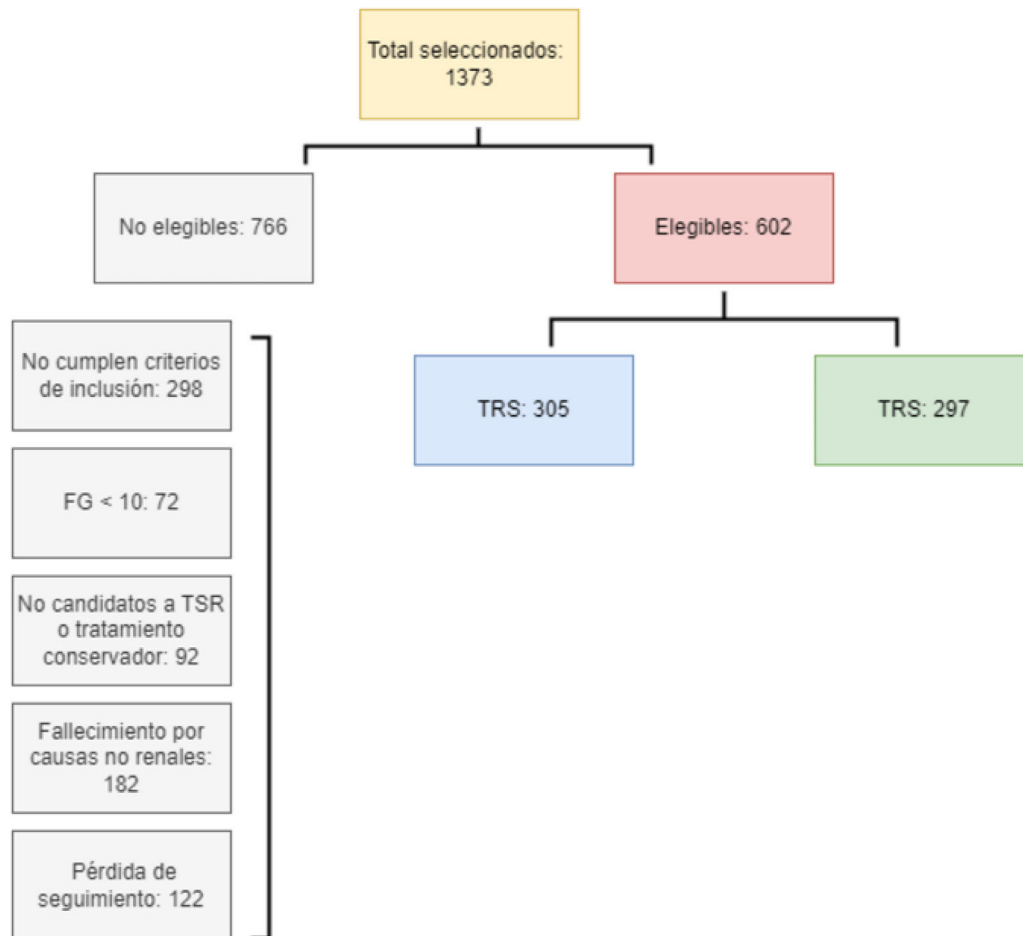 Total seleccionados:
1373
No elegibles: 766
Elegibles: 602
No cumplen criterios
de inclusión: 298
TRS: 305
TRS: 297
FG < 10: 72
No candidatos a TSR
o tratamiento
conservador: 92
Fallecimiento por
causas no renales:
182
Pérdida de
seguimiento: 122